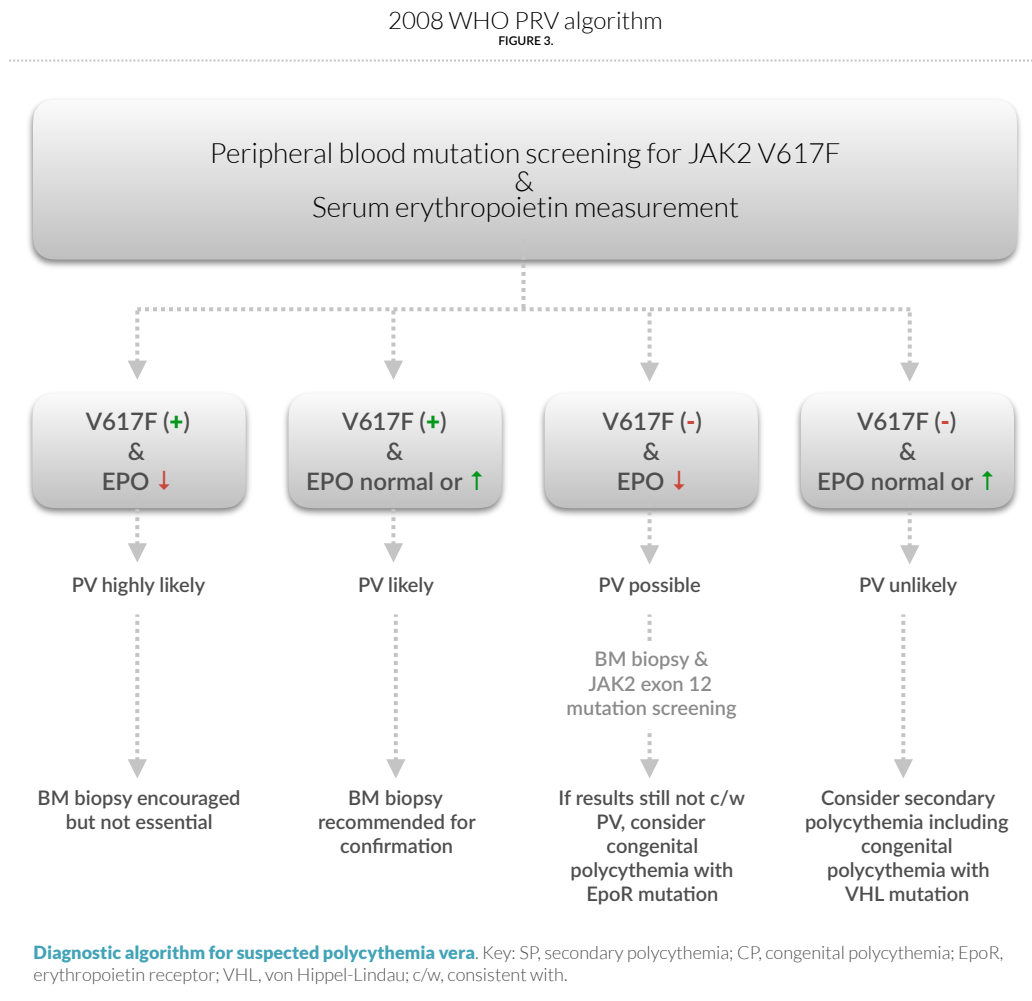 2008 WHO PRV algorithm
FIGURE 3.
Peripheral blood mutation screening for JAK2 V617F
&
Serum erythropoietin measurement
V617F (+)
&
EPO ↓
V617F (+)
&
EPO normal or ↑
V617F (-)
&
EPO ↓
V617F (-)
&
EPO normal or ↑
PV highly likely
PV likely
PV possible
PV unlikely
BM biopsy &
JAK2 exon 12
mutation screening
BM biopsy encouraged
but not essential
BM biopsy
recommended for
confirmation
If results still not c/w
PV, consider
congenital
polycythemia with
EpoR mutation
Consider secondary
polycythemia including
congenital
polycythemia with
VHL mutation
Diagnostic algorithm for suspected polycythemia vera. Key: SP, secondary polycythemia; CP, congenital polycythemia; EpoR,
erythropoietin receptor; VHL, von Hippel-Lindau; c/w, consistent with.